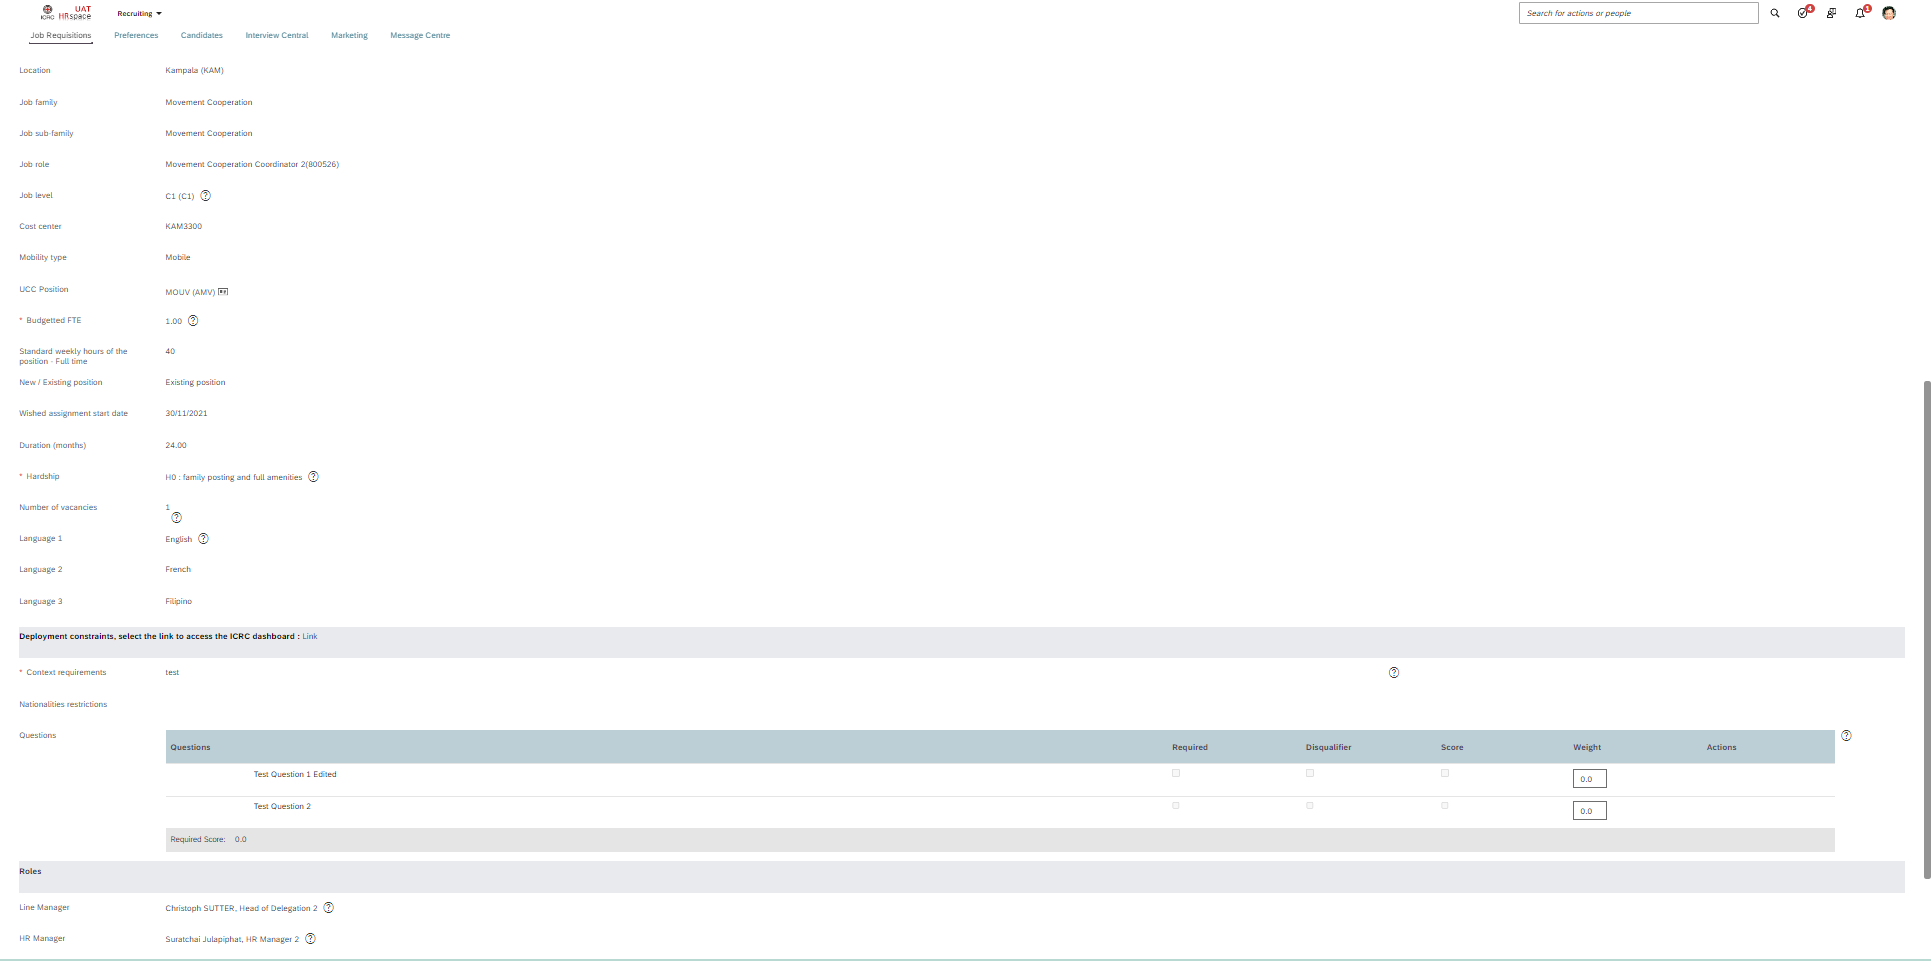 ICRC
UAT
HRspace
Recruiting
Search for actions or people
4
1
Job Requisitions
Preferences
Candidates
Interview Central
Marketing
Message Centre
Location
Kampala (KAM)
Job family
Movement Cooperation
Job sub-family
Movement Cooperation
Job role
Movement Cooperation Coordinator 2(800526)
Job level
C1 (C1) ?
Cost center
KAM3300
Mobility type
Mobile
UCC Position
MOUV (AMV)
* Budgetted FTE
1.00 ?
Standard weekly hours of the
position - Full time
40
New / Existing position
Existing position
Wished assignment start date
30/11/2021
Duration (months)
24.00
* Hardship
H0 : family posting and full amenities ?
Number of vacancies
1
?
Language 1
English ?
Language 2
French
Language 3
Filipino
Deployment constraints, select the link to access the ICRC dashboard : Link
* Context requirements
test
?
Nationalities restrictions
Questions
?
Questions
Required
Disqualifier
Score
Weight
Actions
Test Question 1 Edited
0.0
Test Question 2
0.0
Required Score: 0.0
Roles
Line Manager
Christoph SUTTER, Head of Delegation 2 ?
HR Manager
Suratchai Julapiphat, HR Manager 2 ?